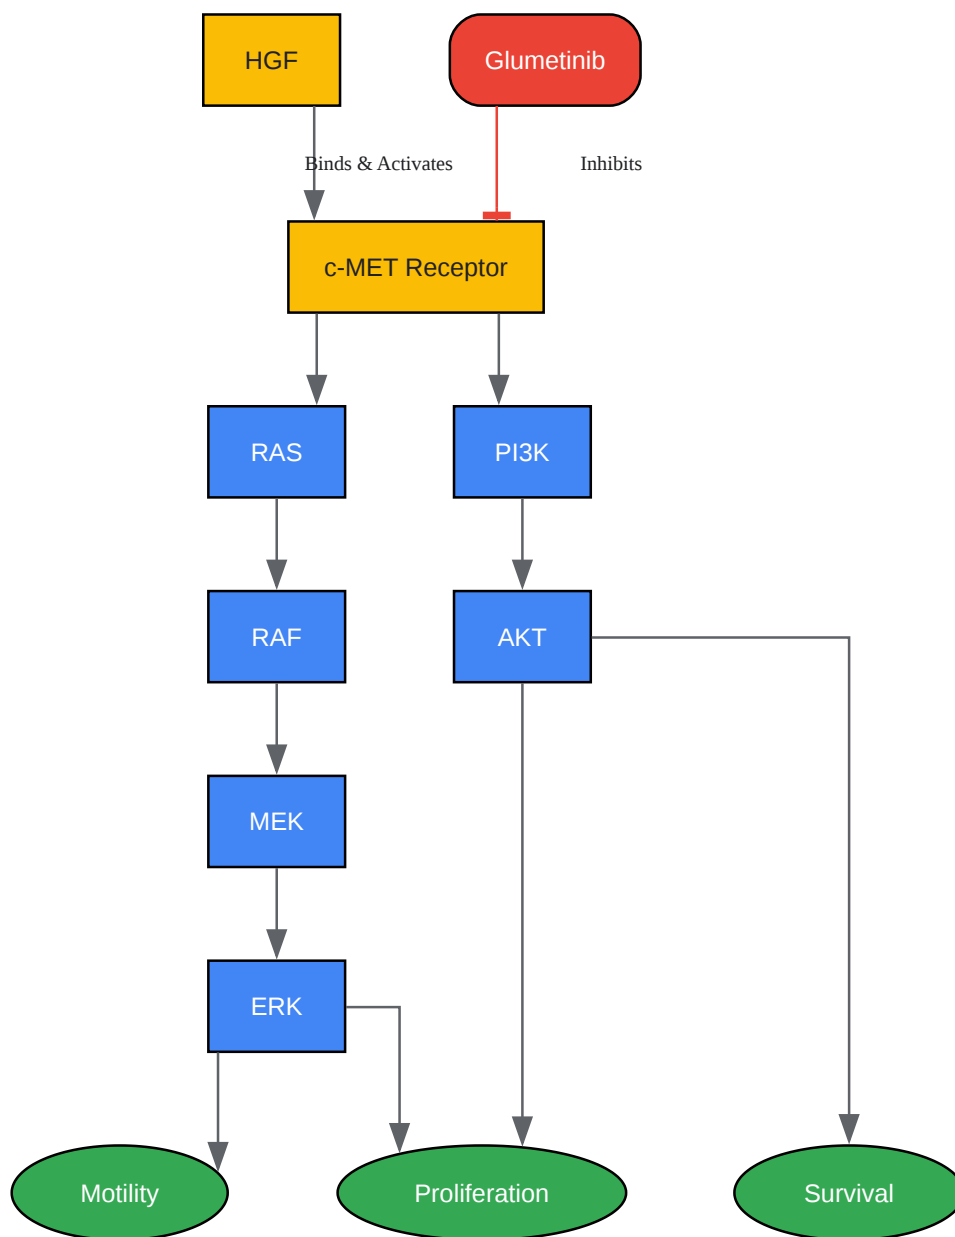 HGF
Glumetinib
Binds & Activates
Inhibits
c-MET Receptor
RAS
PI3K
RAF
AKT
MEK
ERK
Motility
Proliferation
Survival